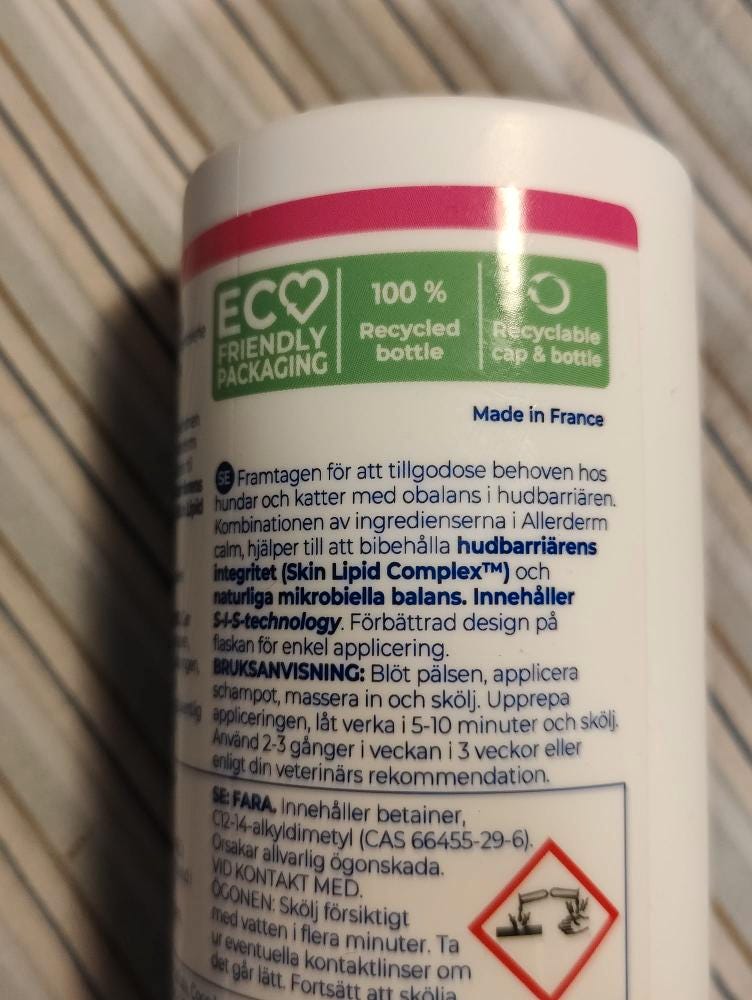 ECO
FRIENDLY
PACKAGING
100 %
Recycled
bottle
Recyclable
cap & bottle
Made in France
SE Framtagen för att tillgodose behoven hos
hundar och katter med obalans i hudbarriären.
Kombinationen av ingredienserna i Allerderm
calm, hjälper till att bibehålla hudbarriärens
integritet (Skin Lipid Complex™) och
naturliga mikrobiella balans. Innehåller
S-I-S-technology. Förbättrad design på
flaskan för enkel applicering.
BRUKSANVISNING: Blöt pälsen, applicera
schampot, massera in och skölj. Upprepa
appliceringen, låt verka i 5-10 minuter och skölj.
Använd 2-3 gånger i veckan i 3 veckor eller
enligt din veterinärs rekommendation.
SE: FARA. Innehåller betainer,
C12-14-alkyldimetyl (CAS 66455-29-6).
Orsakar allvarlig ögonskada.
VID KONTAKT MED.
ÖGONEN: Skölj försiktigt
med vatten i flera minuter. Ta
ur eventuella kontaktlinser om
det går lätt. Fortsätt att skölja